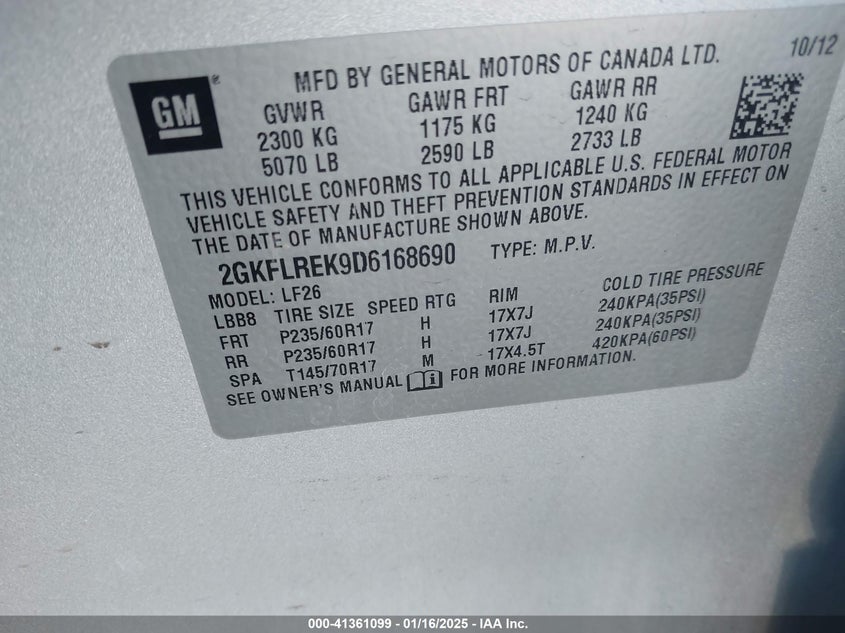 10/12
GM®
MFD BY GENERAL MOTORS OF CANADA LTD.
GVWR GAWR FRT GAWR RR
2300 KG 1175 KG 1240 KG
5070 LB 2590 LB 2733 LB
THIS VEHICLE CONFORMS TO ALL APPLICABLE U.S. FEDERAL MOTOR
VEHICLE SAFETY AND THEFT PREVENTION STANDARDS IN EFFECT ON
THE DATE OF MANUFACTURE SHOWN ABOVE.
2GKFLREK9D6168690 TYPE: M.P.V.
MODEL: LF26
LBB8 TIRE SIZE SPEED RTG RIM COLD TIRE PRESSURE
FRT P235/60R17 H 17X7J 240KPA(35PSI)
RR P235/60R17 H 17X7J 240KPA(35PSI)
SPA T145/70R17 M 17X4.5T 420KPA(60PSI)
SEE OWNER'S MANUAL FOR MORE INFORMATION.
000-41361099 - 01/16/2025 - IAA Inc.